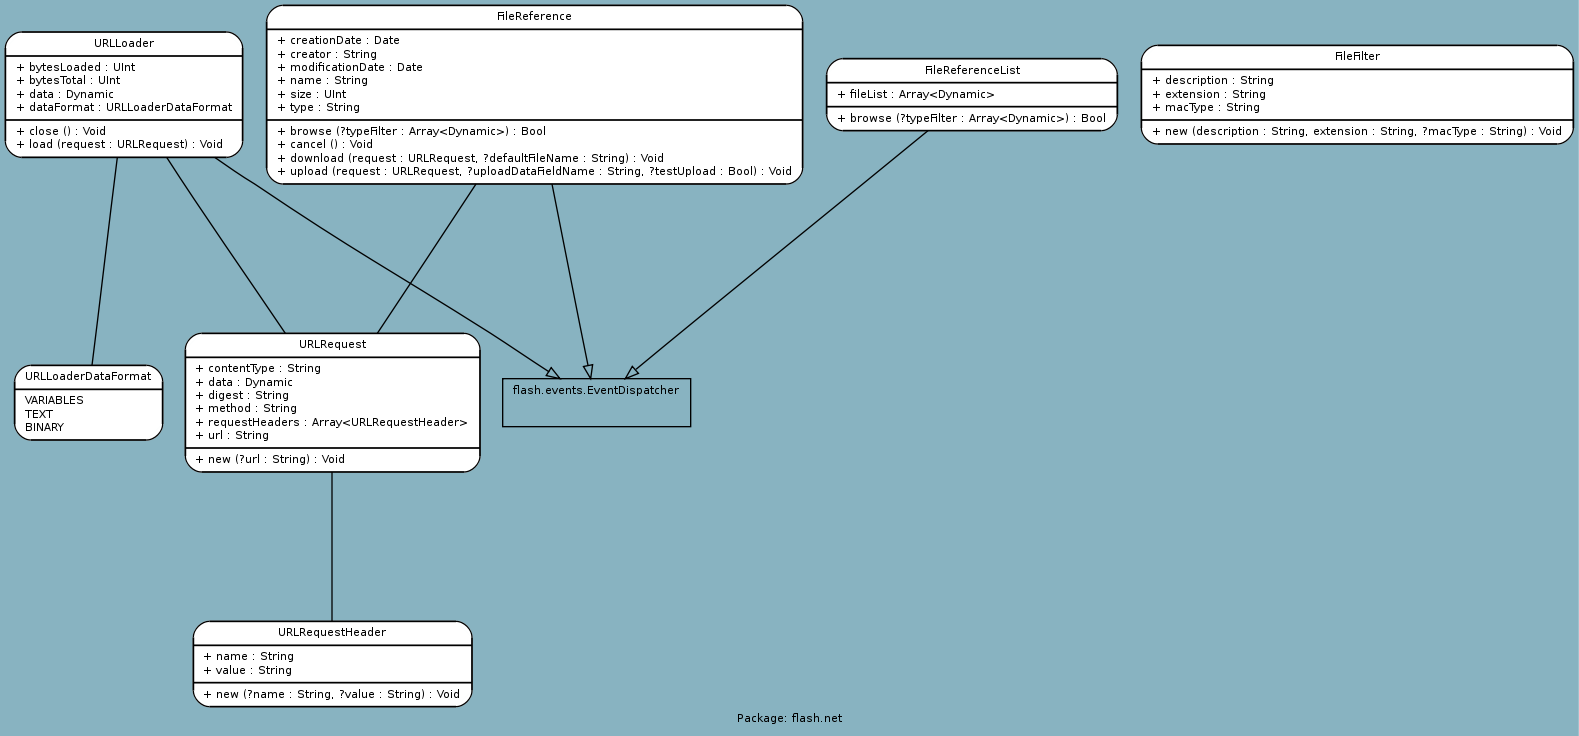 URLLoader
+ bytesLoaded : UInt
+ bytesTotal : UInt
+ data : Dynamic
+ dataFormat : URLLoaderDataFormat
+ close () : Void
+ load (request : URLRequest) : Void
FileReference
+ creationDate : Date
+ creator : String
+ modificationDate : Date
+ name : String
+ size : UInt
+ type : String
+ browse (?typeFilter : Array<Dynamic>) : Bool
+ cancel () : Void
+ download (request : URLRequest, ?defaultFileName : String) : Void
+ upload (request : URLRequest, ?uploadDataFieldName : String, ?testUpload : Bool) : Void
FileReferenceList
+ fileList : Array<Dynamic>
+ browse (?typeFilter : Array<Dynamic>) : Bool
FileFilter
+ description : String
+ extension : String
+ macType : String
+ new (description : String, extension : String, ?macType : String) : Void
URLLoaderDataFormat
VARIABLES
TEXT
BINARY
URLRequest
+ contentType : String
+ data : Dynamic
+ digest : String
+ method : String
+ requestHeaders : Array<URLRequestHeader>
+ url : String
+ new (?url : String) : Void
flash.events.EventDispatcher
URLRequestHeader
+ name : String
+ value : String
+ new (?name : String, ?value : String) : Void
Package: flash.net